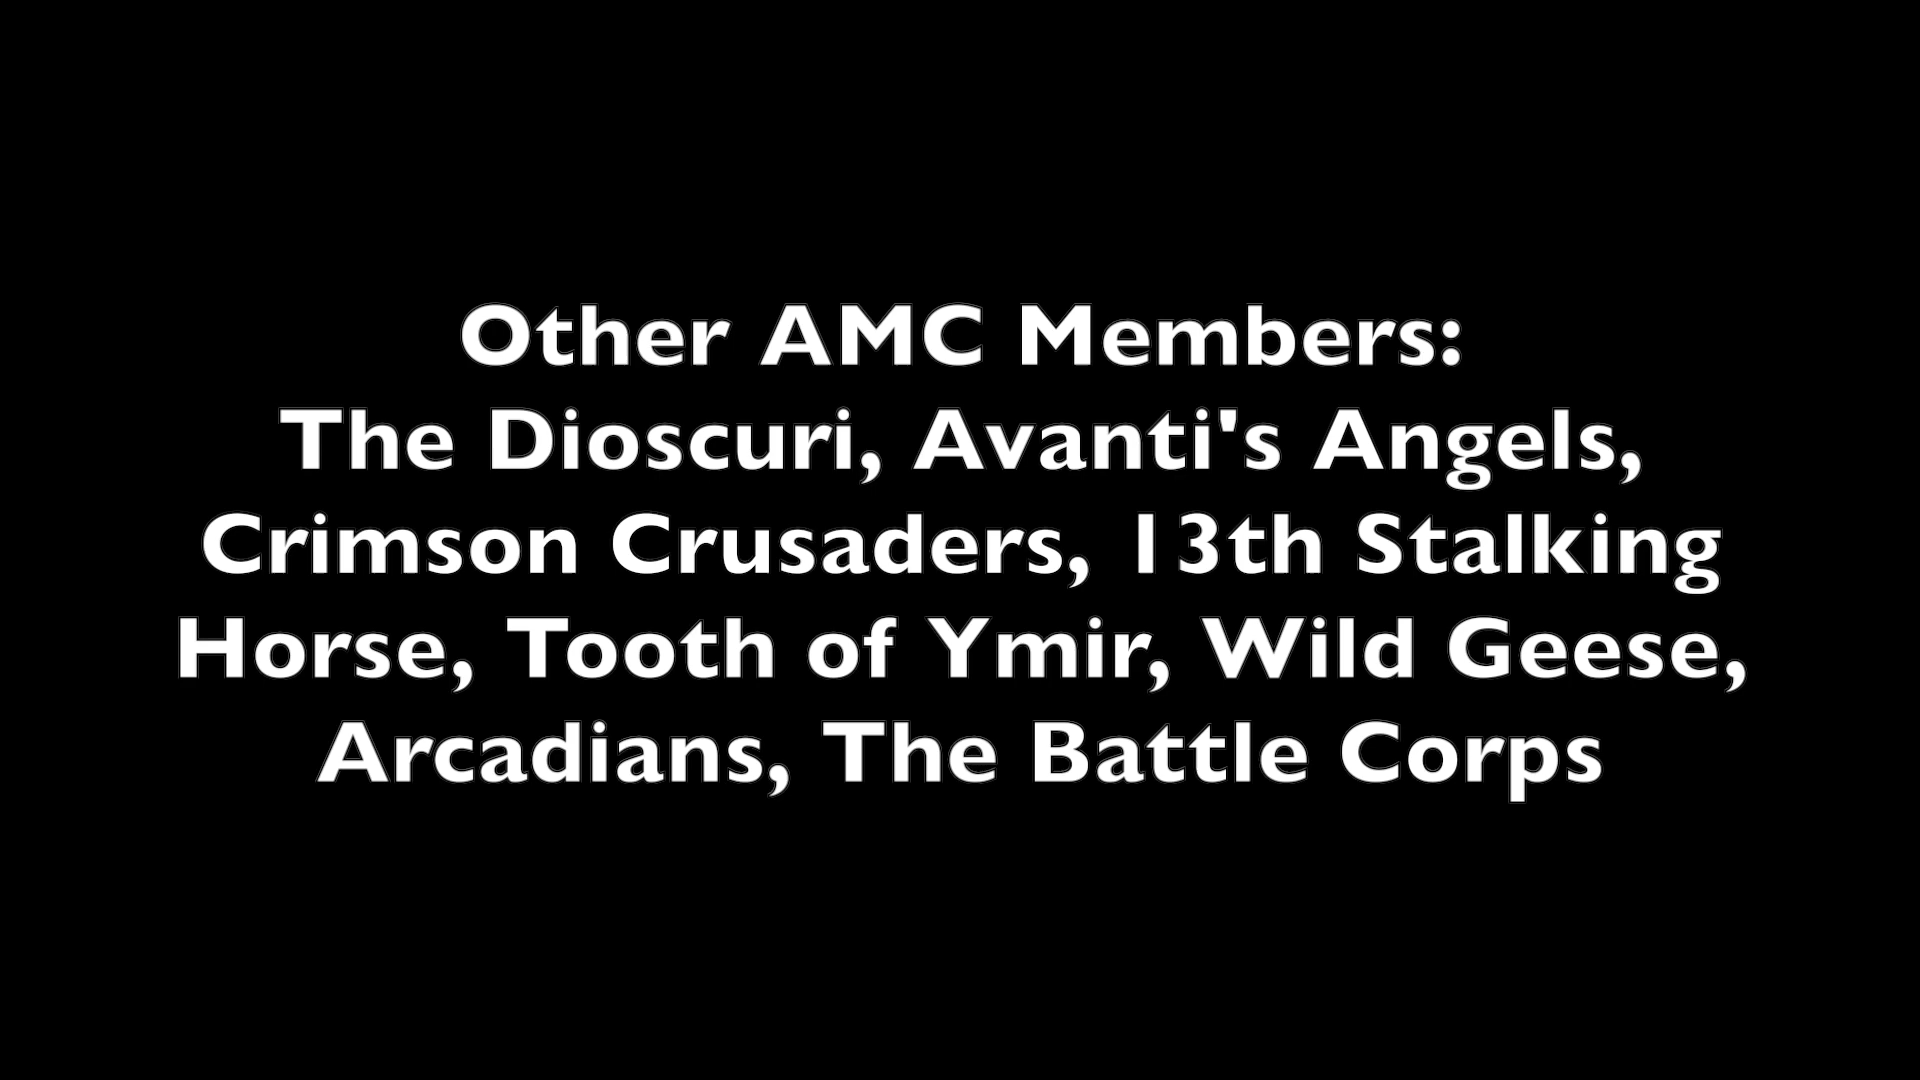 Other AMC Members:
The Dioscuri, Avanti's Angels,
Crimson Crusaders, 13th Stalking
Horse, Tooth of Ymir, Wild Geese,
Arcadians, The Battle Corps